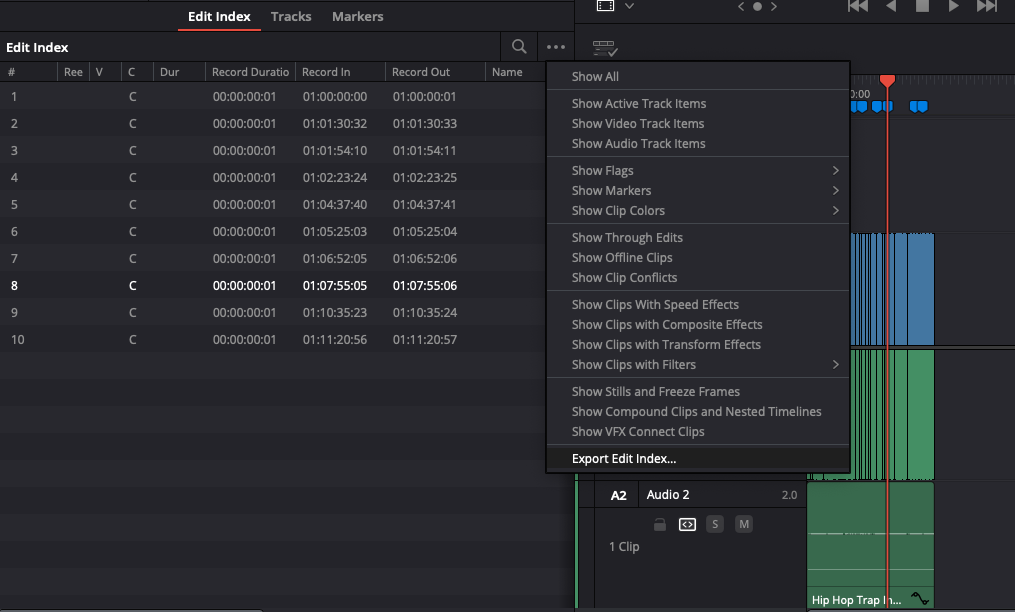 Edit Index Tracks Markers
Edit Index
# Ree V C Dur Record Duratio Record In Record Out Name
1 C 00:00:00:01 01:00:00:00 01:00:00:01
2 C 00:00:00:01 01:01:30:32 01:01:30:33
3 C 00:00:00:01 01:01:54:10 01:01:54:11
4 C 00:00:00:01 01:02:23:24 01:02:23:25
5 C 00:00:00:01 01:04:37:40 01:04:37:41
6 C 00:00:00:01 01:05:25:03 01:05:25:04
7 C 00:00:00:01 01:06:52:05 01:06:52:06
8 C 00:00:00:01 01:07:55:05 01:07:55:06
9 C 00:00:00:01 01:10:35:23 01:10:35:24
10 C 00:00:00:01 01:11:20:56 01:11:20:57
Show All
Show Active Track Items
Show Video Track Items
Show Audio Track Items
Show Flags
Show Markers
Show Clip Colors
Show Through Edits
Show Offline Clips
Show Clip Conflicts
Show Clips With Speed Effects
Show Clips with Composite Effects
Show Clips with Transform Effects
Show Clips with Filters
Show Stills and Freeze Frames
Show Compound Clips and Nested Timelines
Show VFX Connect Clips
Export Edit Index...
0:00
A2 Audio 2 2.0
S M
1 Clip
Hip Hop Trap In...